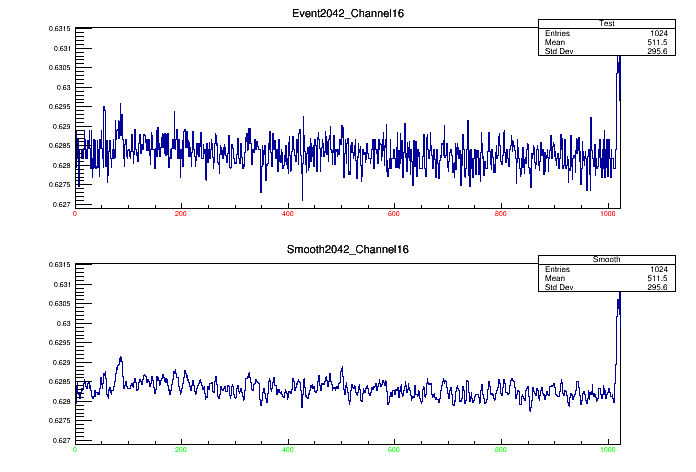 Event2042_Channel16
Test
Entries 1024
Mean 511.5
Std Dev 295.6
0.6315
0.631
0.6305
0.63
0.6295
0.629
0.6285
0.628
0.6275
0.627
0 200 400 600 800 1000
Smooth2042_Channel16
Smooth
Entries 1024
Mean 511.5
Std Dev 295.6
0.6315
0.631
0.6305
0.63
0.6295
0.629
0.6285
0.628
0.6275
0.627
0 200 400 600 800 1000